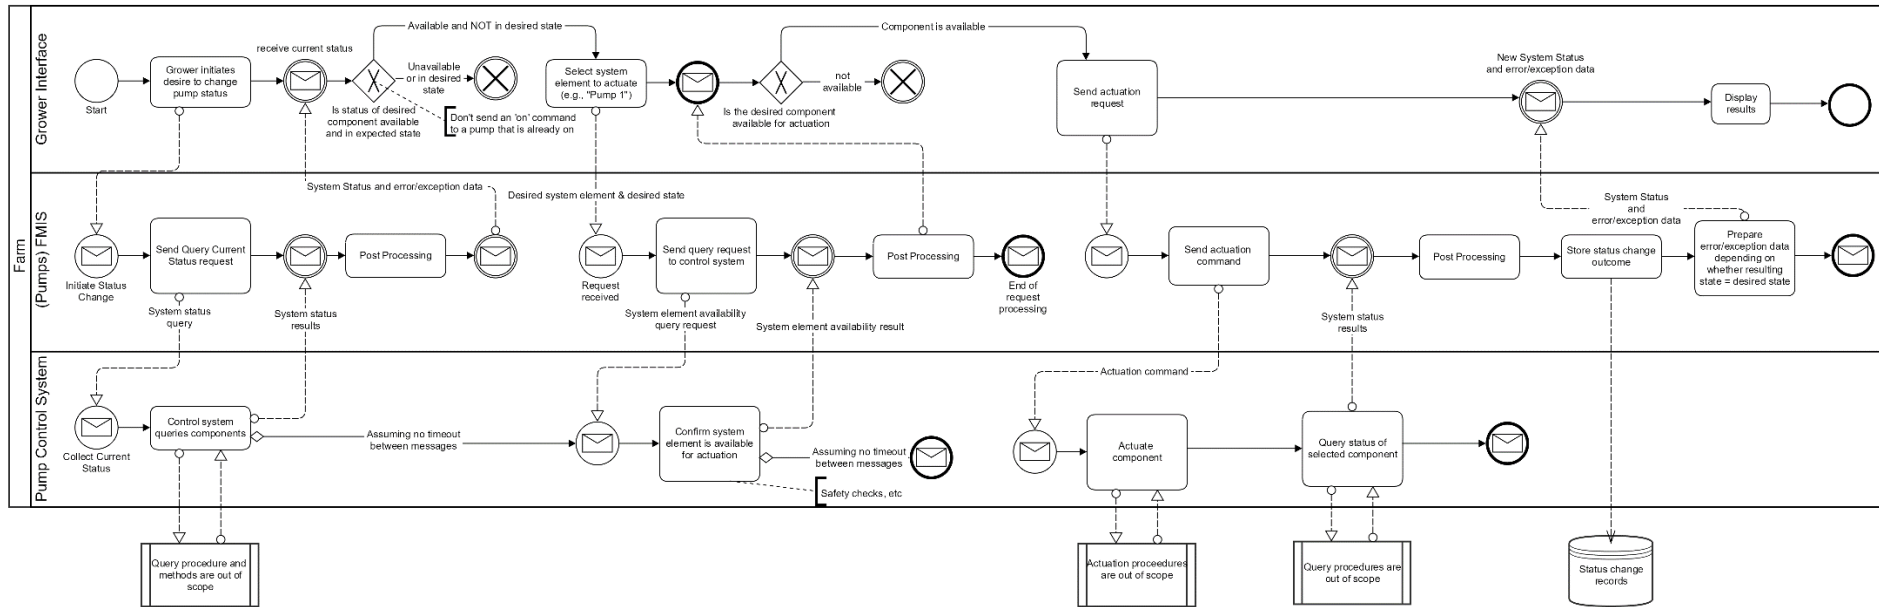 Farm
Grower Interface
Start
Grower initiates
desire to change
pump status
receive current status
Available and NOT in desired state
Unavailable
or in desired
state
Is status of desired
component available
and in expected state
Don't send an 'on' command
to a pump that is already on
Select system
element to actuate
(e.g., "Pump 1")
Component is available
not
available
Is the desired component
available for actuation
Send actuation
request
New System Status
and error/exception data
Display
results
(Pumps) FMIS
System Status and error/exception data
Desired system element & desired state
System Status
and
error/exception data
Initiate Status
Change
Send Query Current
Status request
Post Processing
Request
received
Send query request
to control system
Post Processing
End of
request
processing
Send actuation
command
Post Processing
Store status change
outcome
Prepare
error/exception data
depending on
whether resulting
state = desired state
System status
query
System status
results
System element availability
query request
System element availability result
System status
results
Pump Control System
Collect Current
Status
Control system
queries components
Assuming no timeout
between messages
Confirm system
element is available
for actuation
Assuming no timeout
between messages
Safety checks, etc
Actuation command
Actuate
component
Query status of
selected component
Query procedure and
methods are out of
scope
Actuation proceedures
are out of scope
Query procedures are
out of scope
Status change
records